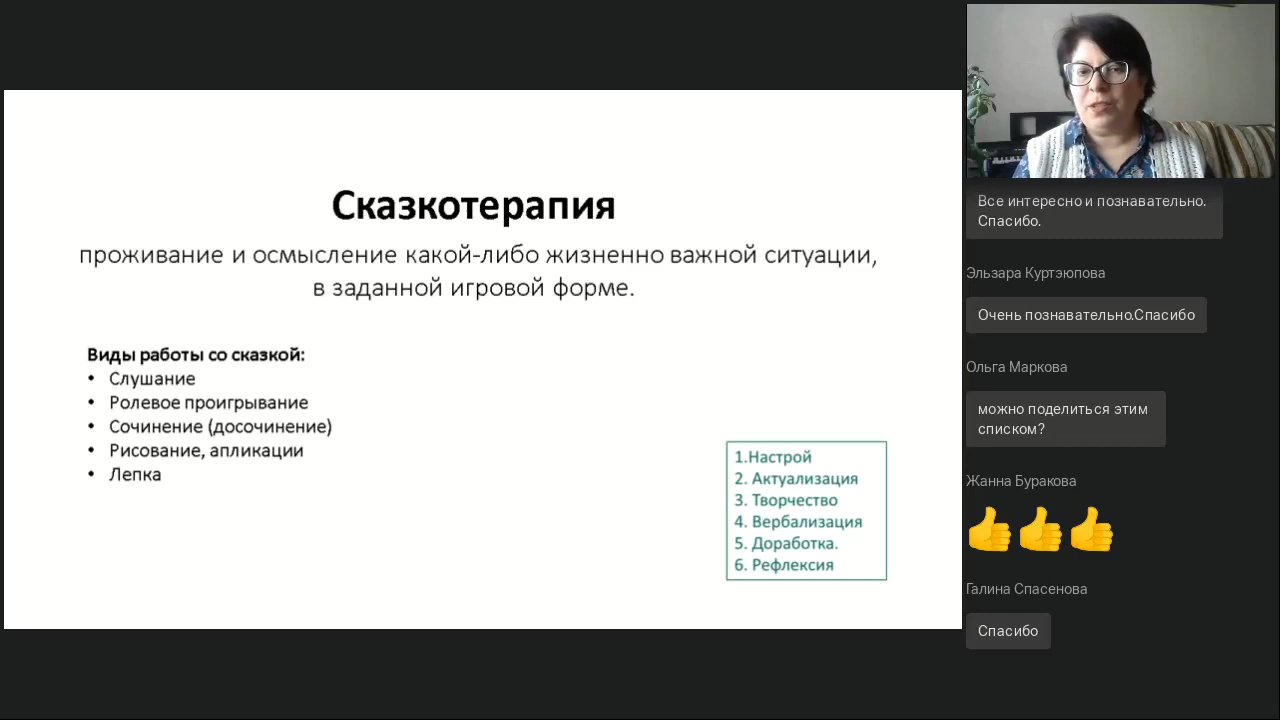 Сказкотерапия
проживание и осмысление какой-либо жизненно важной ситуации,
в заданной игровой форме.
Виды работы со сказкой:
• Слушание
• Ролевое проигрывание
• Сочинение (досочинение)
• Рисование, апликации
• Лепка
1.Настрой
2. Актуализация
3. Творчество
4. Вербализация
5. Доработка.
6. Рефлексия
Все интересно и познавательно.
Спасибо.
Эльзара Куртэюпова
Очень познавательно.Спасибо
Ольга Маркова
можно поделиться этим
списком?
Жанна Буракова
👍👍👍
Галина Спасенова
Спасибо